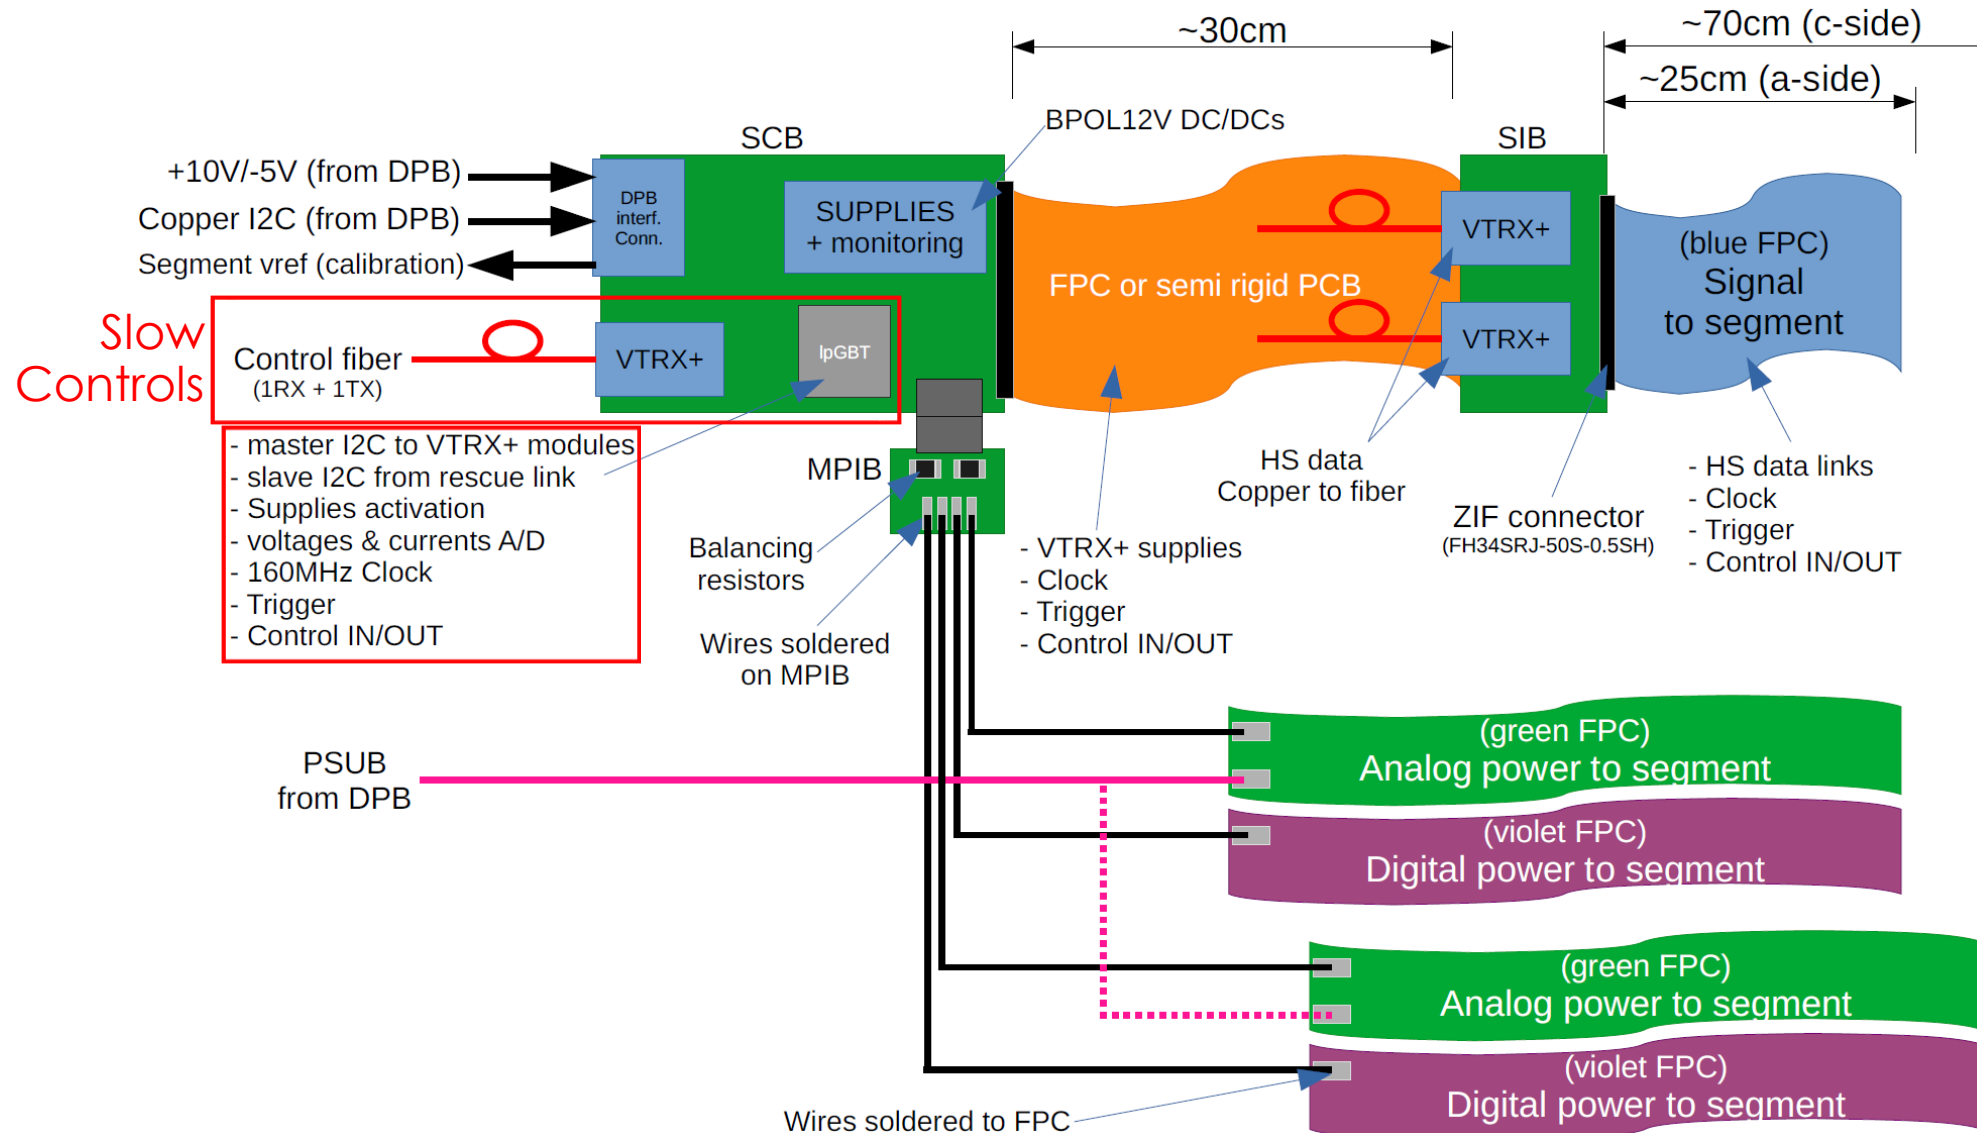 ~30cm
~70cm (c-side)
~25cm (a-side)
SCB
BPOL12V DC/DCs
SIB
+10V/-5V (from DPB)
Copper I2C (from DPB)
Segment vref (calibration)
DPB
interf.
Conn.
SUPPLIES
+ monitoring
VTRX+
(blue FPC)
Signal
to segment
FPC or semi rigid PCB
VTRX+
Slow
Controls
Control fiber
(1RX + 1TX)
VTRX+
lpGBT
- master I2C to VTRX+ modules
- slave I2C from rescue link
- Supplies activation
- voltages & currents A/D
- 160MHz Clock
- Trigger
- Control IN/OUT
MPIB
Balancing
resistors
Wires soldered
on MPIB
- VTRX+ supplies
- Clock
- Trigger
- Control IN/OUT
HS data
Copper to fiber
ZIF connector
(FH34SRJ-50S-0.5SH)
- HS data links
- Clock
- Trigger
- Control IN/OUT
PSUB
from DPB
(green FPC)
Analog power to segment
(violet FPC)
Digital power to segment
(green FPC)
Analog power to segment
(violet FPC)
Digital power to segment
Wires soldered to FPC